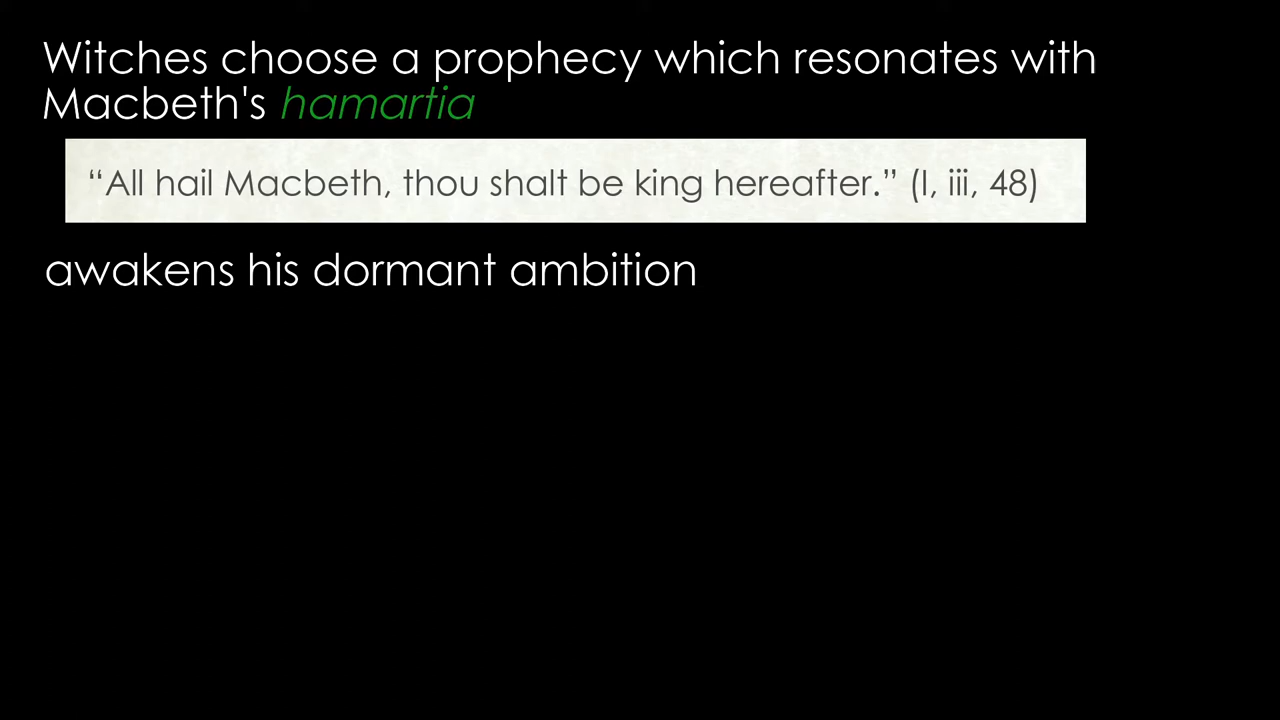 Witches choose a prophecy which resonates with
Macbeth's hamartia
“All hail Macbeth, thou shalt be king hereafter.” (I, iii, 48)
awakens his dormant ambition